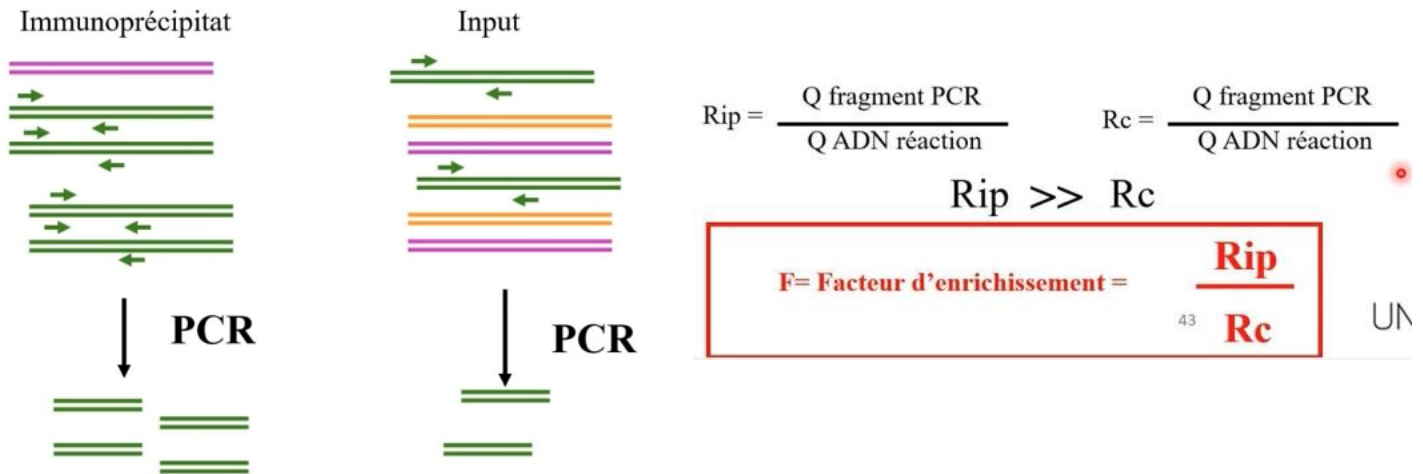 Immunoprécipitat
Input
PCR
PCR
Rip = Q fragment PCR
Q ADN réaction
Rc = Q fragment PCR
Q ADN réaction
Rip >> Rc
F= Facteur d'enrichissement = Rip
Rc
43
UN